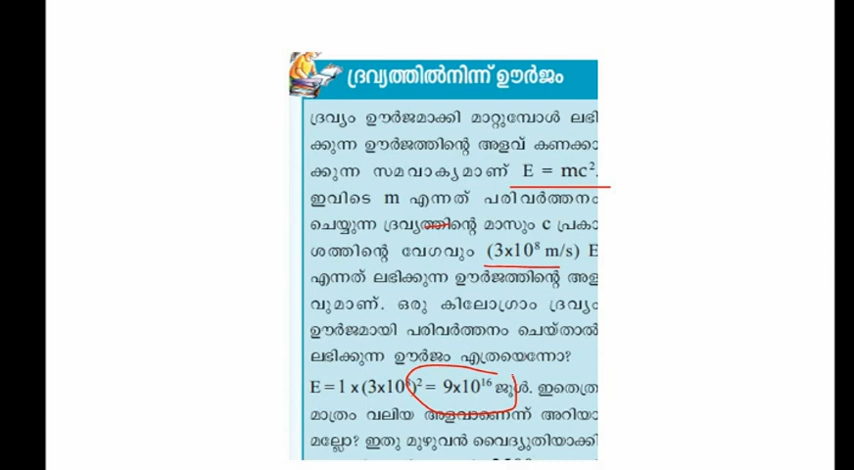 ദ്രവ്യത്തിൽനിന്ന് ഊർജം
ദ്രവ്യം ഊർജമാക്കി മാറ്റുമ്പോൾ ലഭി
ക്കുന്ന ഊർജത്തിന്റെ അളവ് കണക്കാ
ക്കുന്ന സമവാക്യമാണ് E = mc².
ഇവിടെ m എന്നത് പരിവർത്തനം
ചെയ്യുന്ന ദ്രവ്യത്തിന്റെ മാസും c പ്രകാ
ശത്തിന്റെ വേഗവും (3x10⁸ m/s) E
എന്നത് ലഭിക്കുന്ന ഊർജത്തിന്റെ അള
വുമാണ്. ഒരു കിലോഗ്രാം ദ്രവ്യം
ഊർജമായി പരിവർത്തനം ചെയ്താൽ
ലഭിക്കുന്ന ഊർജം എത്രയെന്നോ?
E = 1 x (3x10⁸)² = 9x10¹⁶ ജൂൾ. ഇതെത്ര
മാത്രം വലിയ അളവാണെന്ന് അറിയാ
മല്ലോ? ഇതു മുഴുവൻ വൈദ്യുതിയാക്കി